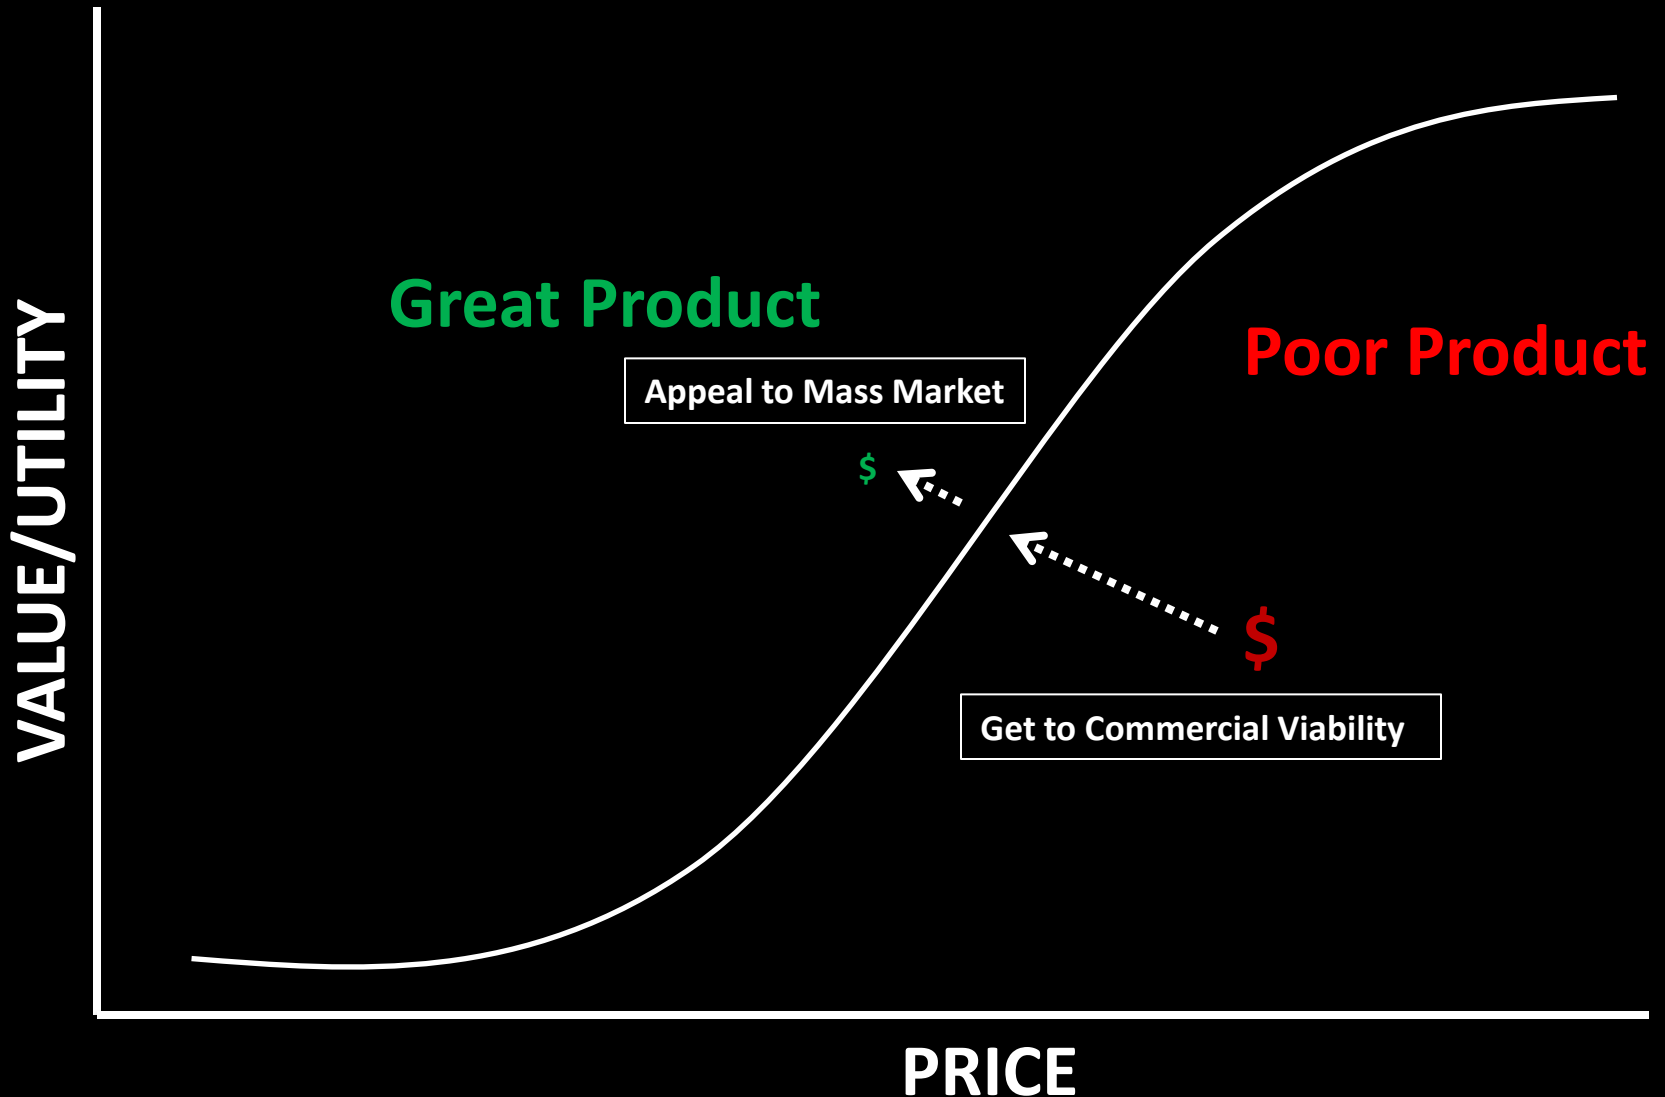 Great Product
Poor Product
Appeal to Mass Market
$
$
Get to Commercial Viability
VALUE/UTILITY
PRICE